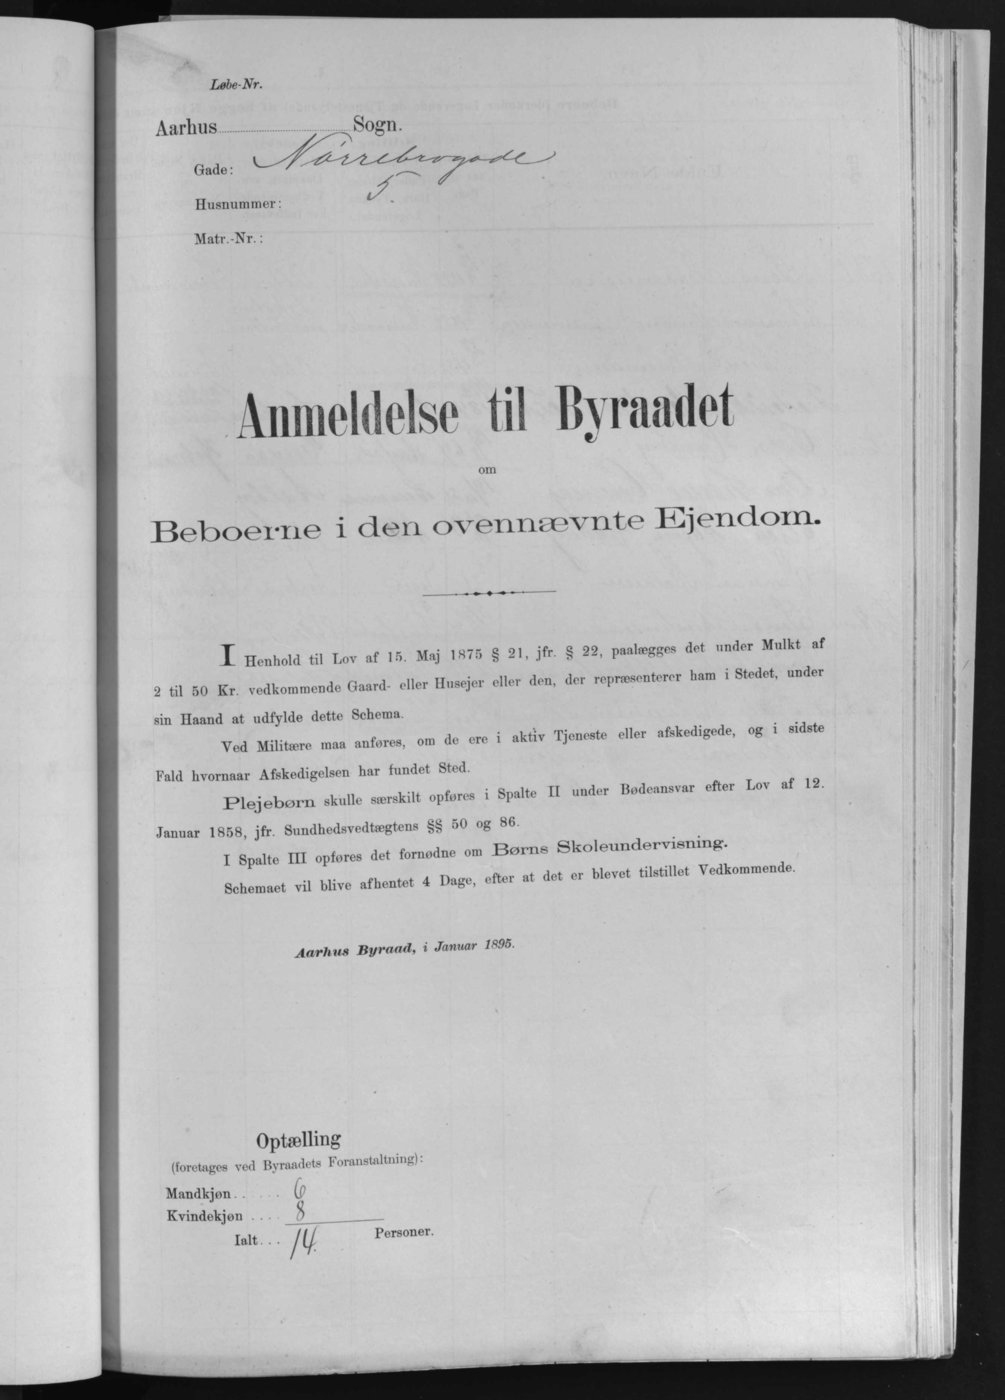 Løbe-Nr.
Aarhus Sogn.
Gade: Nørrebrogade
Husnummer: 5.
Matr.-Nr.:
Anmeldelse til Byraadet
om
Beboerne i den ovennævnte Ejendom.
I Henhold til Lov af 15. Maj 1875 § 21, jfr. § 22, paalægges det under Mulkt af
2 til 50 Kr. vedkommende Gaard- eller Husejer eller den, der repræsenterer ham i Stedet, under
sin Haand at udfylde dette Schema.
Ved Militære maa anføres, om de ere i aktiv Tjeneste eller afskedigede, og i sidste
Fald hvornaar Afskedigelsen har fundet Sted.
Plejebørn skulle særskilt opføres i Spalte II under Bødeansvar efter Lov af 12.
Januar 1858, jfr. Sundhedsvedtægtens §§ 50 og 86.
I Spalte III opføres det fornødne om Børns Skoleundervisning.
Schemaet vil blive afhentet 4 Dage, efter at det er blevet tilstillet Vedkommende.
Aarhus Byraad, i Januar 1895.
Optælling
(foretages ved Byraadets Foranstaltning):
Mandkjøn..... 6
Kvindekjøn .... 8
Ialt... 14. Personer.